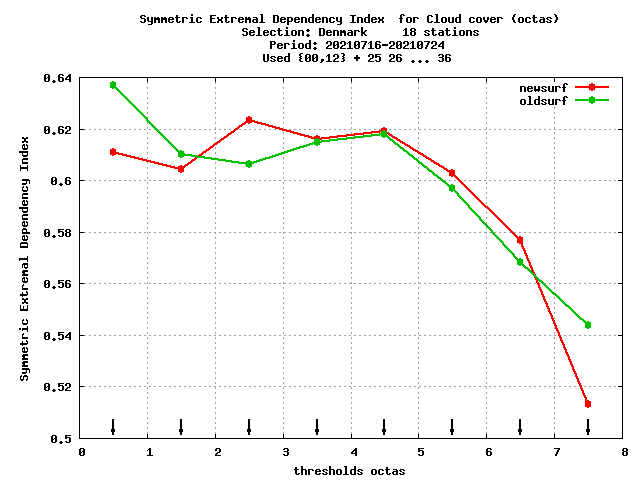 Symmetric Extremal Dependency Index  for Cloud cover (octas)
Selection: Denmark     18 stations
Period: 20210716-20210724
Used {00,12} + 25 26 ... 36
newsurf
oldsurf
Symmetric Extremal Dependency Index
0.64
0.62
0.6
0.58
0.56
0.54
0.52
0.5
0 1 2 3 4 5 6 7 8
thresholds octas